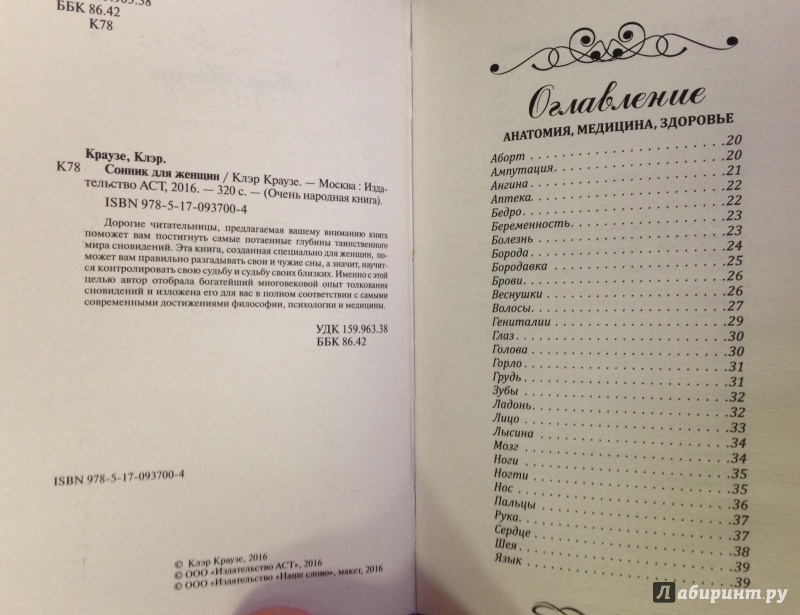 963.38
ББК 86.42
К78
Краузе, Клэр.
К78 Сонник для женщин / Клэр Краузе. — Москва : Изда-
тельство АСТ, 2016. — 320 с. — (Очень народная книга).
ISBN 978-5-17-093700-4
Дорогие читательницы, предлагаемая вашему вниманию книга
поможет вам постигнуть самые потаенные глубины таинственного
мира сновидений. Эта книга, созданная специально для женщин, по-
может вам правильно разгадывать свои и чужие сны, а значит, научит-
ся контролировать свою судьбу и судьбу своих близких. Именно с этой
целью автор отобрала богатейший многовековой опыт толкования
сновидений и изложена его для вас в полном соответствии с самыми
современными достижениями философии, психологии и медицины.
УДК 159.963.38
ББК 86.42
ISBN 978-5-17-093700-4
© Клэр Краузе, 2016
© ООО «Издательство АСТ», 2016
© ООО «Издательство «Наше слово», макет, 2016
Оглавление
АНАТОМИЯ, МЕДИЦИНА, ЗДОРОВЬЕ
Аборт 20
Ампутация 20
Ангина 21
Аптека 22
Бедро 22
Беременность 23
Болезнь 23
Борода 24
Бородавка 25
Брови 26
Веснушки 26
Волосы 27
Гениталии 29
Глаз 30
Голова 30
Горло 31
Грудь 31
Зубы 32
Ладонь 32
Лицо 33
Лысина 34
Мозг 34
Ноги 35
Ногти 35
Нос 36
Пальцы 37
Рука 37
Сердце 38
Шея 39
Язык 39
Лабиринт.ру